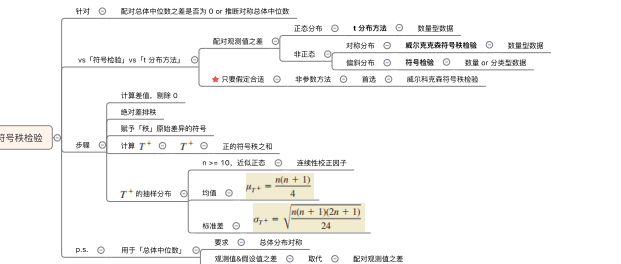 针对 配对总体中位数之差是否为 0 or 推断对称总体中位数
正态分布 t 分布方法 数量型数据
配对观测值之差
对称分布 威尔克克森符号秩检验 数量型数据
非正态
vs「符号检验」vs「t 分布方法」
偏斜分布 符号检验 数量 or 分类型数据
只要假定合适 非参数方法 首选 威尔科克森符号秩检验
计算差值，剔除 0
绝对差排秩
赋予「秩」原始差异的符号
符号秩检验
步骤
计算 T⁺ T⁺ 正的符号秩之和
n >= 10，近似正态 连续性校正因子
T⁺ 的抽样分布
均值 μ_T⁺ = n(n + 1) / 4
标准差 σ_T⁺ = √(n(n + 1)(2n + 1) / 24)
要求 总体分布对称
p.s. 用于「总体中位数」
观测值&假设值之差 取代 配对观测值之差